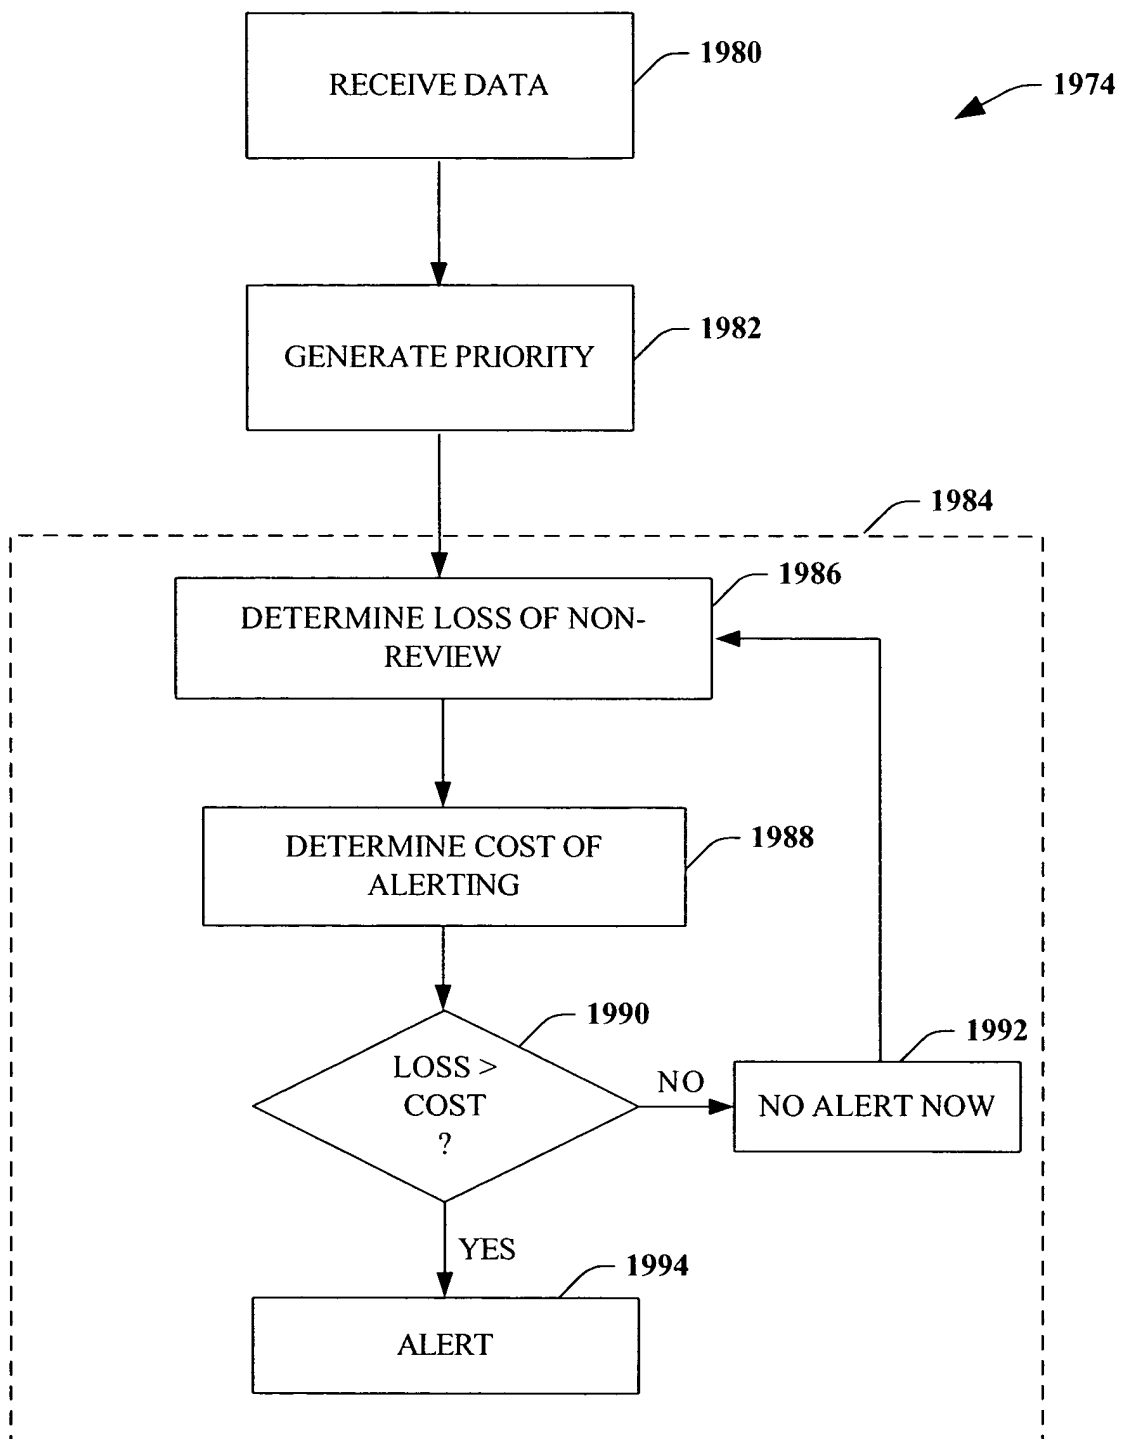 RECEIVE DATA
1980
1974
GENERATE PRIORITY
1982
1984
DETERMINE LOSS OF NON-
REVIEW
1986
DETERMINE COST OF
ALERTING
1988
LOSS >
COST
?
1990
NO
NO ALERT NOW
1992
YES
ALERT
1994